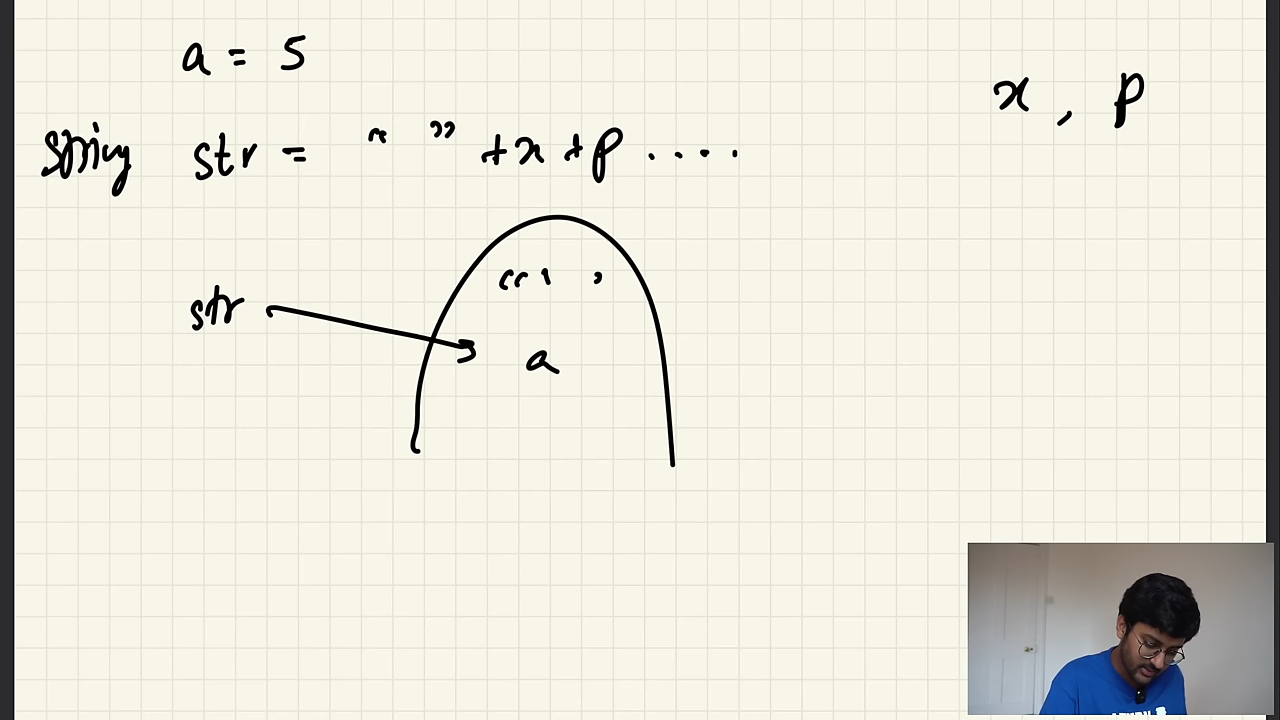 a = 5
x , p
string str = " " + x + p ....
str
a